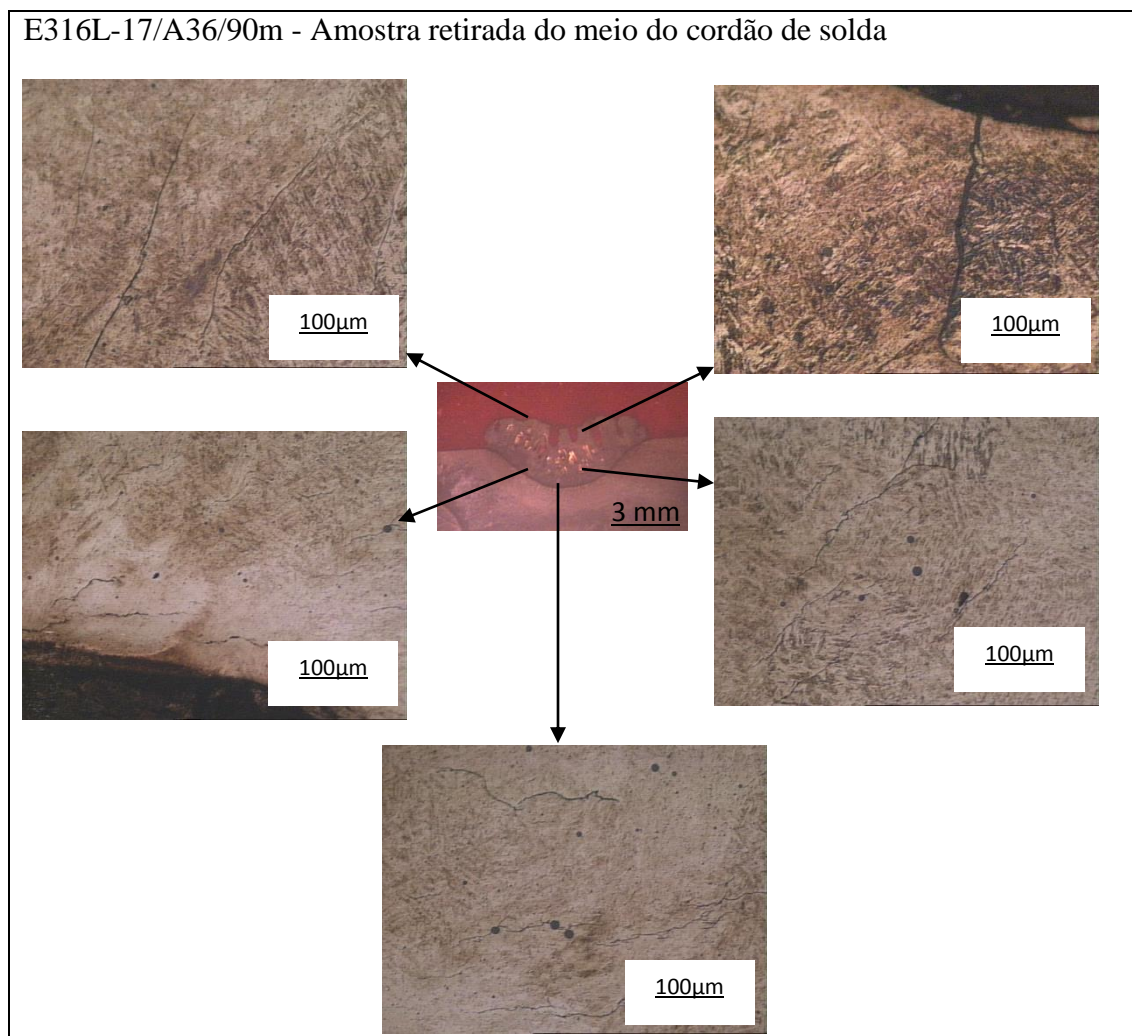 E316L-17/A36/90m - Amostra retirada do meio do cordão de solda
100µm
100µm
3 mm
100µm
100µm
100µm